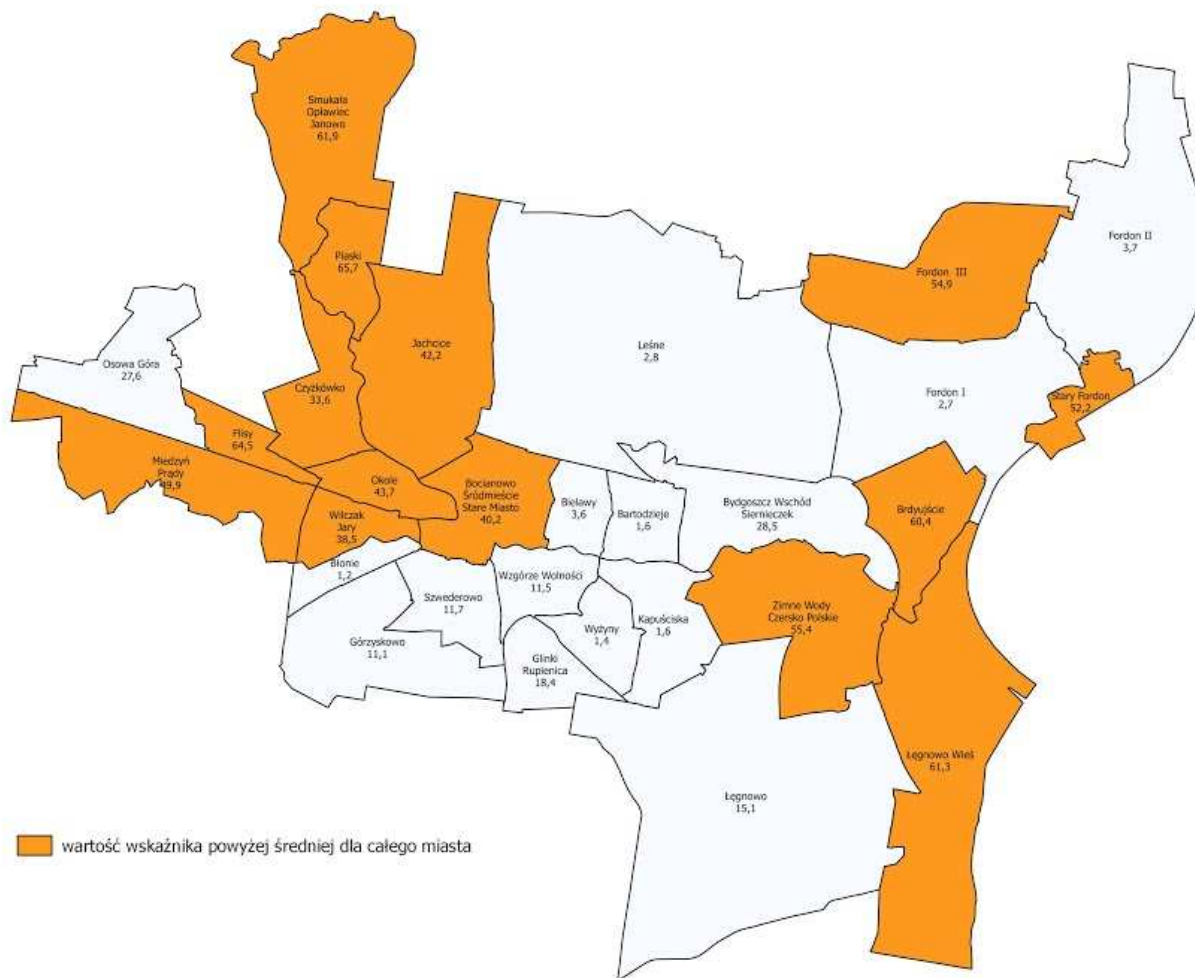 Smukała
Opławiec
Janowo
61,9
Fordon II
3,7
Piaski
65,7
Fordon III
54,9
Jachcice
42,2
Leśne
2,8
Osowa Góra
27,6
Czyżkówko
33,6
Fordon I
2,7
Stary Fordon
52,2
Flisy
64,5
Miedzyń
Prądy
49,9
Okole
43,7
Bocianowo
Śródmieście
Stare Miasto
40,2
Bielawy
3,6
Bartodzieje
1,6
Bydgoszcz Wschód
Siernieczek
28,5
Brdyujście
60,4
Wilczak
Jary
38,5
Błonie
1,2
Szwederowo
11,7
Wzgórze Wolności
11,5
Zimne Wody
Czersko Polskie
55,4
Kapuściska
1,6
Wyżyny
1,4
Górzyskowo
11,1
Glinki
Rupienica
18,4
Łęgnowo Wieś
61,3
Łęgnowo
15,1
wartość wskaźnika powyżej średniej dla całego miasta